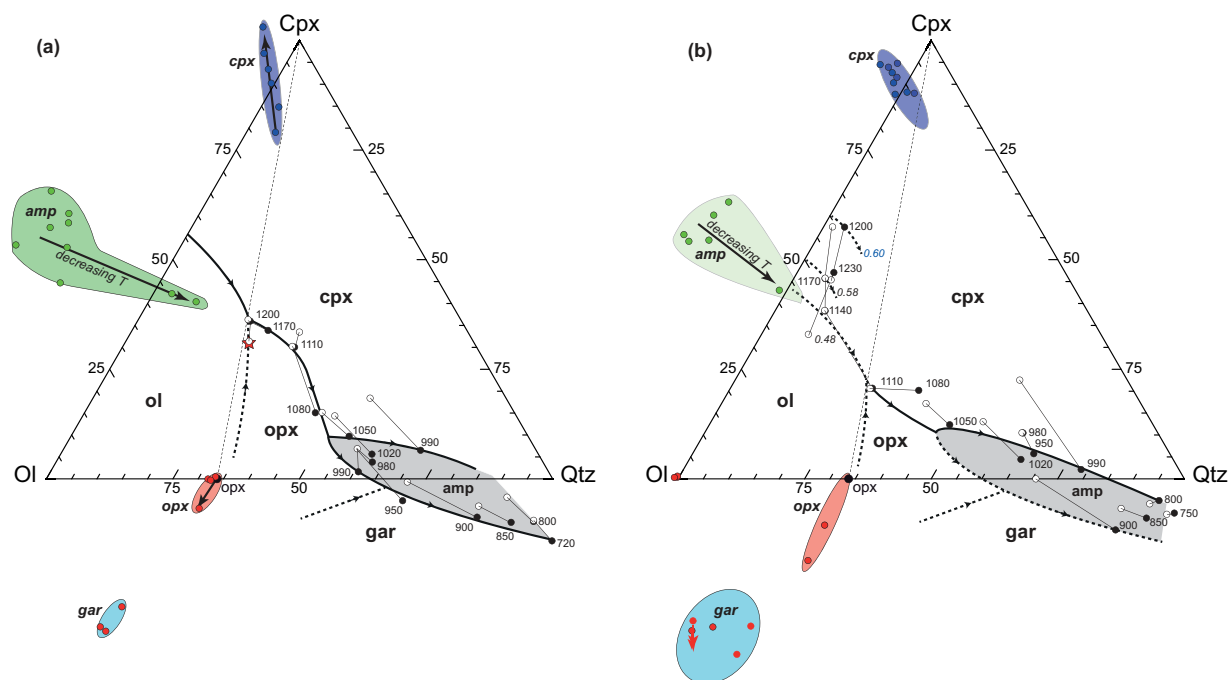 (a)
Cpx
cpx
75
25
amp
decreasing T
50
50
cpx
1200
1170
1110
25
25
ol
opx
1080
1050
990
1020
980
990
Ol
Qtz
75
opx
50
amp
opx
950
900
850
800
720
gar
gar
(b)
Cpx
cpx
75
25
1200
0.60
decreasing T
amp
50
50
1170
1230
0.58
cpx
1140
0.48
25
25
1110
1080
ol
opx
1050
980
950
1020
990
Ol
Qtz
75
opx
50
amp
opx
800
750
850
900
gar
gar